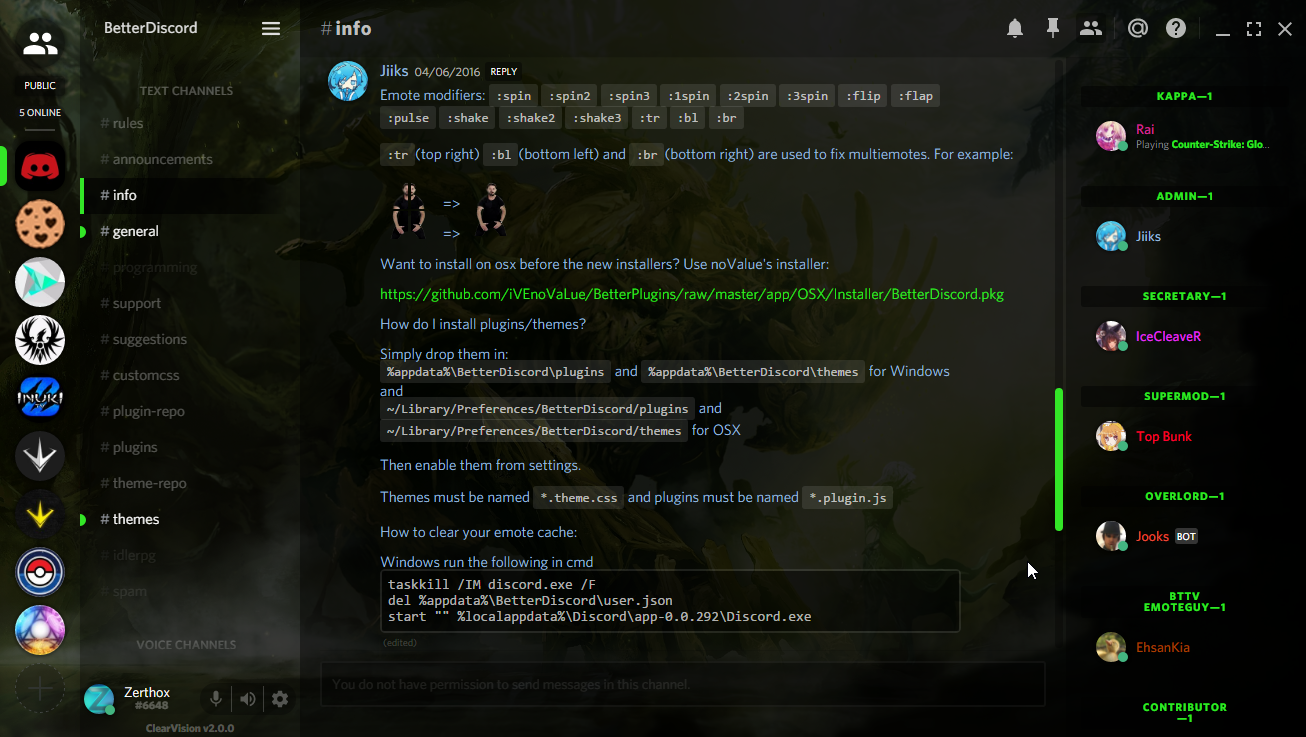 PUBLIC
5 ONLINE
INUKI
BetterDiscord
TEXT CHANNELS
# rules
# announcements
# info
# general
# programming
# support
# suggestions
# customcss
# plugin-repo
# plugins
# theme-repo
# themes
# idlerpg
# spam
VOICE CHANNELS
Zerthox
#6648
ClearVision v2.0.0
# info
Jiiks 04/06/2016 REPLY
Emote modifiers: :spin :spin2 :spin3 :1spin :2spin :3spin :flip :flap
:pulse :shake :shake2 :shake3 :tr :bl :br
:tr (top right) :bl (bottom left) and :br (bottom right) are used to fix multiemotes. For example:
=>
=>
Want to install on osx before the new installers? Use noValue's installer:
https://github.com/iVEnoVaLue/BetterPlugins/raw/master/app/OSX/Installer/BetterDiscord.pkg
How do I install plugins/themes?
Simply drop them in:
%appdata%\BetterDiscord\plugins and %appdata%\BetterDiscord\themes for Windows
and
~/Library/Preferences/BetterDiscord/plugins and
~/Library/Preferences/BetterDiscord/themes for OSX
Then enable them from settings.
Themes must be named *.theme.css and plugins must be named *.plugin.js
How to clear your emote cache:
Windows run the following in cmd
taskkill /IM discord.exe /F
del %appdata%\BetterDiscord\user.json
start "" %localappdata%\Discord\app-0.0.292\Discord.exe
(edited)
You do not have permission to send messages in this channel.
KAPPA—1
Rai
Playing Counter-Strike: Glo...
ADMIN—1
Jiiks
SECRETARY—1
IceCleaveR
SUPERMOD—1
Top Bunk
OVERLORD—1
Jooks BOT
BTTV
EMOTEGUY—1
EhsanKia
CONTRIBUTOR
—1